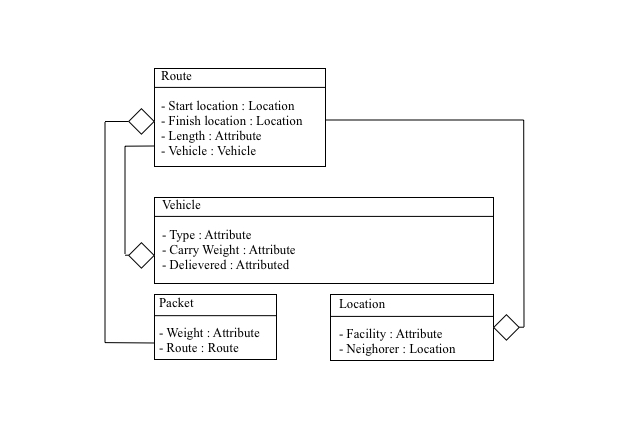 Route
- Start location : Location
- Finish location : Location
- Length : Attribute
- Vehicle : Vehicle
Vehicle
- Type : Attribute
- Carry Weight : Attribute
- Delievered : Attributed
Packet
- Weight : Attribute
- Route : Route
Location
- Facility : Attribute
- Neighorer : Location